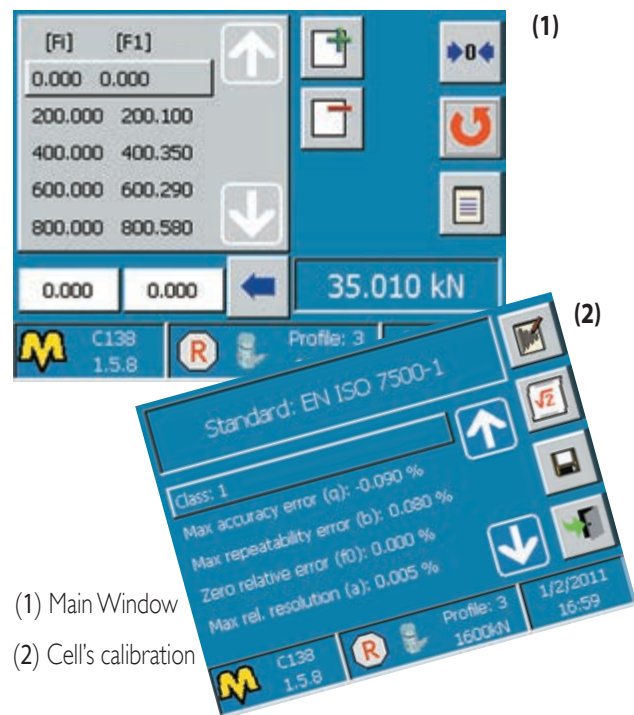 (1)
[Fi] [F1]
0.000 0.000
200.000 200.100
400.000 400.350
600.000 600.290
800.000 800.580
0
0.000 0.000 35.010 kN
C138
1.5.8
R
Profile: 3
(2)
Standard: EN ISO 7500-1
√2
Class: 1
Max accuracy error (q): -0.090 %
Max repeatability error (b): 0.080 %
Zero relative error (f0): 0.000 %
Max rel. resolution (a): 0.005 %
C138
1.5.8
R
Profile: 3
1600kN
1/2/2011
16:59
(1) Main Window
(2) Cell's calibration